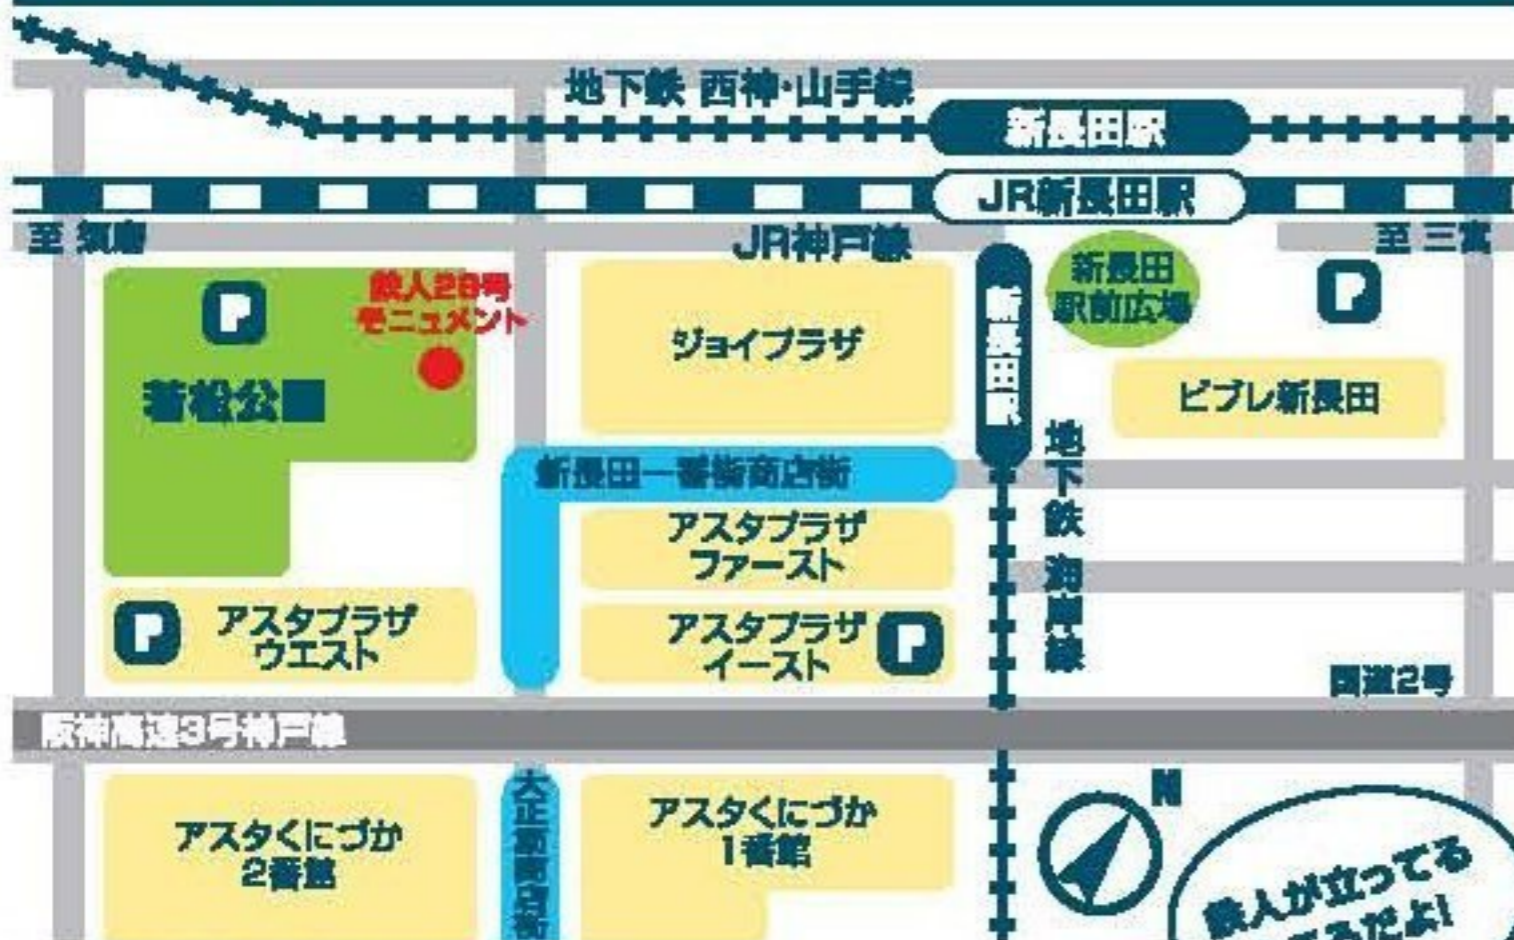 地下鉄 西神・山手線
新長田駅
JR新長田駅
至 須磨
JR神戸線
至 三宮
P
鉄人28号
モニュメント
若松公園
ジョイプラザ
新長田駅
新長田
駅前広場
P
ビブレ新長田
地下鉄 海岸線
新長田一番街商店街
アスタプラザ
ファースト
P
アスタプラザ
ウエスト
アスタプラザ
イースト
P
国道2号
阪神高速3号神戸線
アスタくにづか
2番館
大正筋商店街
アスタくにづか
1番館
N
鉄人が立ってる
だよ!